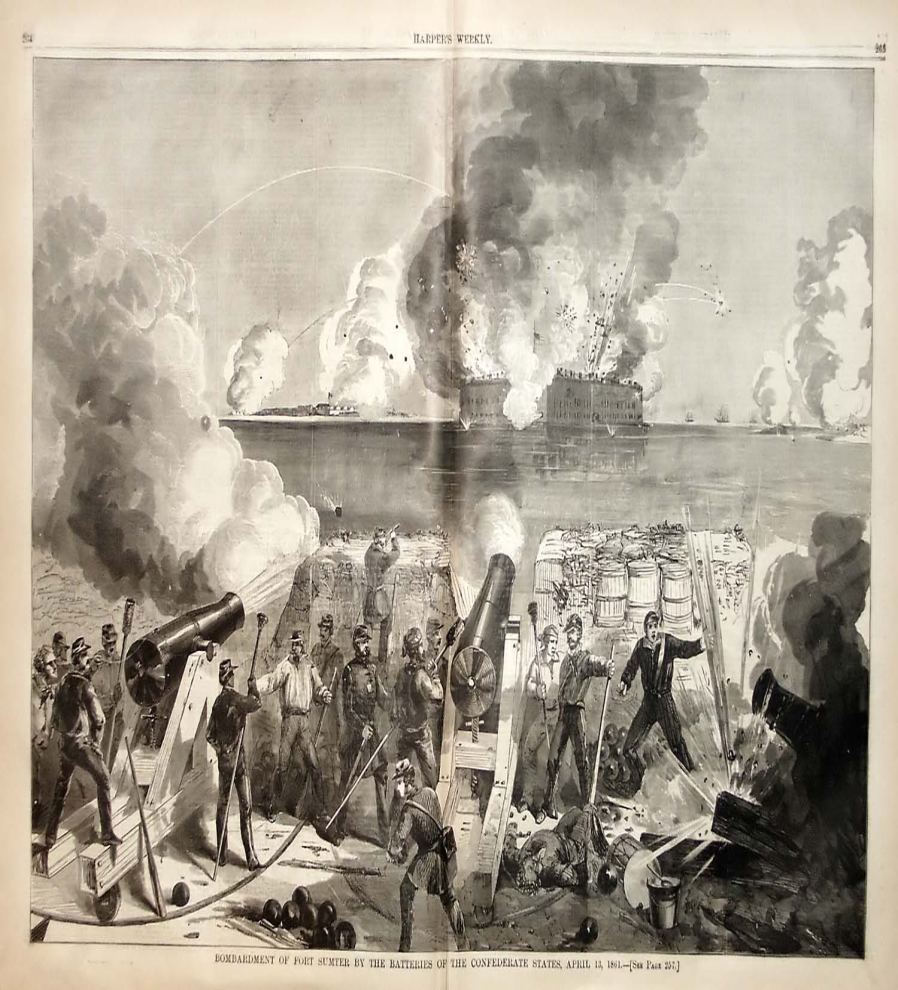 HARPER'S WEEKLY.
BOMBARDMENT OF FORT SUMTER BY THE BATTERIES OF THE CONFEDERATE STATES, APRIL 13, 1861.—[SEE PAGE 257.]